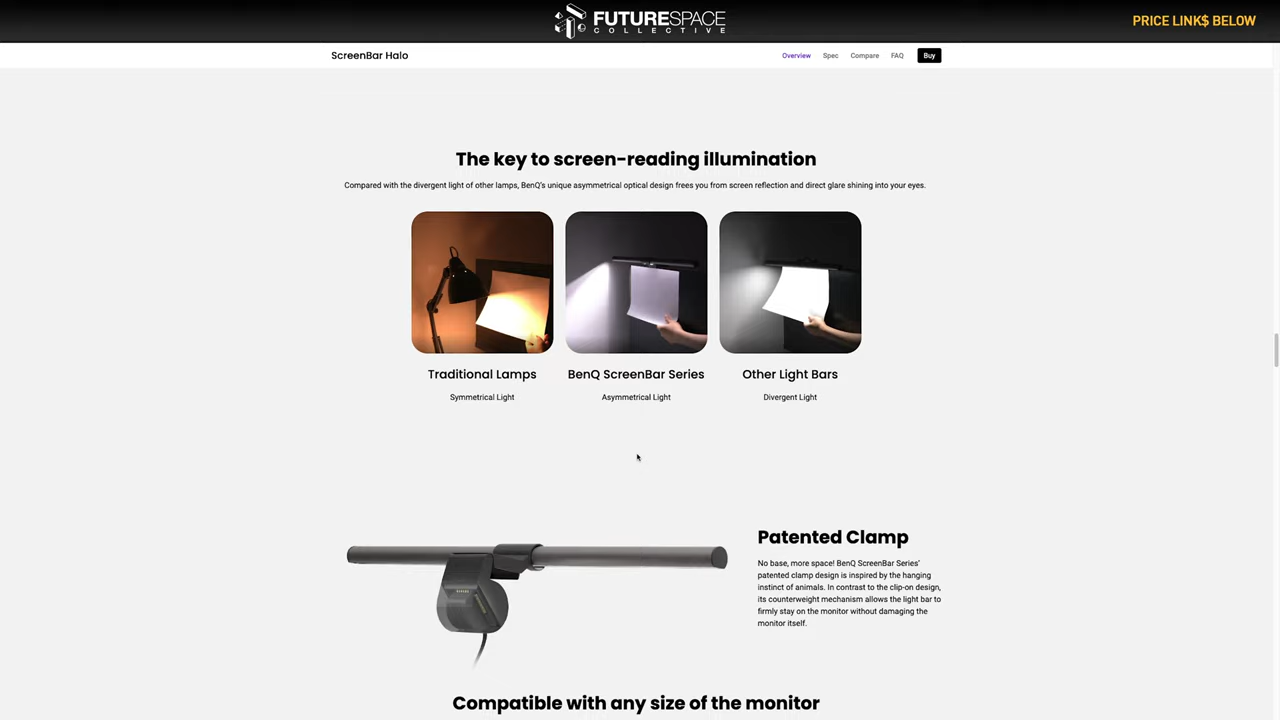 FUTURESPACE
COLLECTIVE
PRICE LINK$ BELOW
ScreenBar Halo
Overview Spec Compare FAQ Buy
The key to screen-reading illumination
Compared with the divergent light of other lamps, BenQ's unique asymmetrical optical design frees you from screen reflection and direct glare shining into your eyes.
Traditional Lamps BenQ ScreenBar Series Other Light Bars
Symmetrical Light Asymmetrical Light Divergent Light
Patented Clamp
No base, more space! BenQ ScreenBar Series'
patented clamp design is inspired by the hanging
instinct of animals. In contrast to the clip-on design,
its counterweight mechanism allows the light bar to
firmly stay on the monitor without damaging the
monitor itself.
Compatible with any size of the monitor